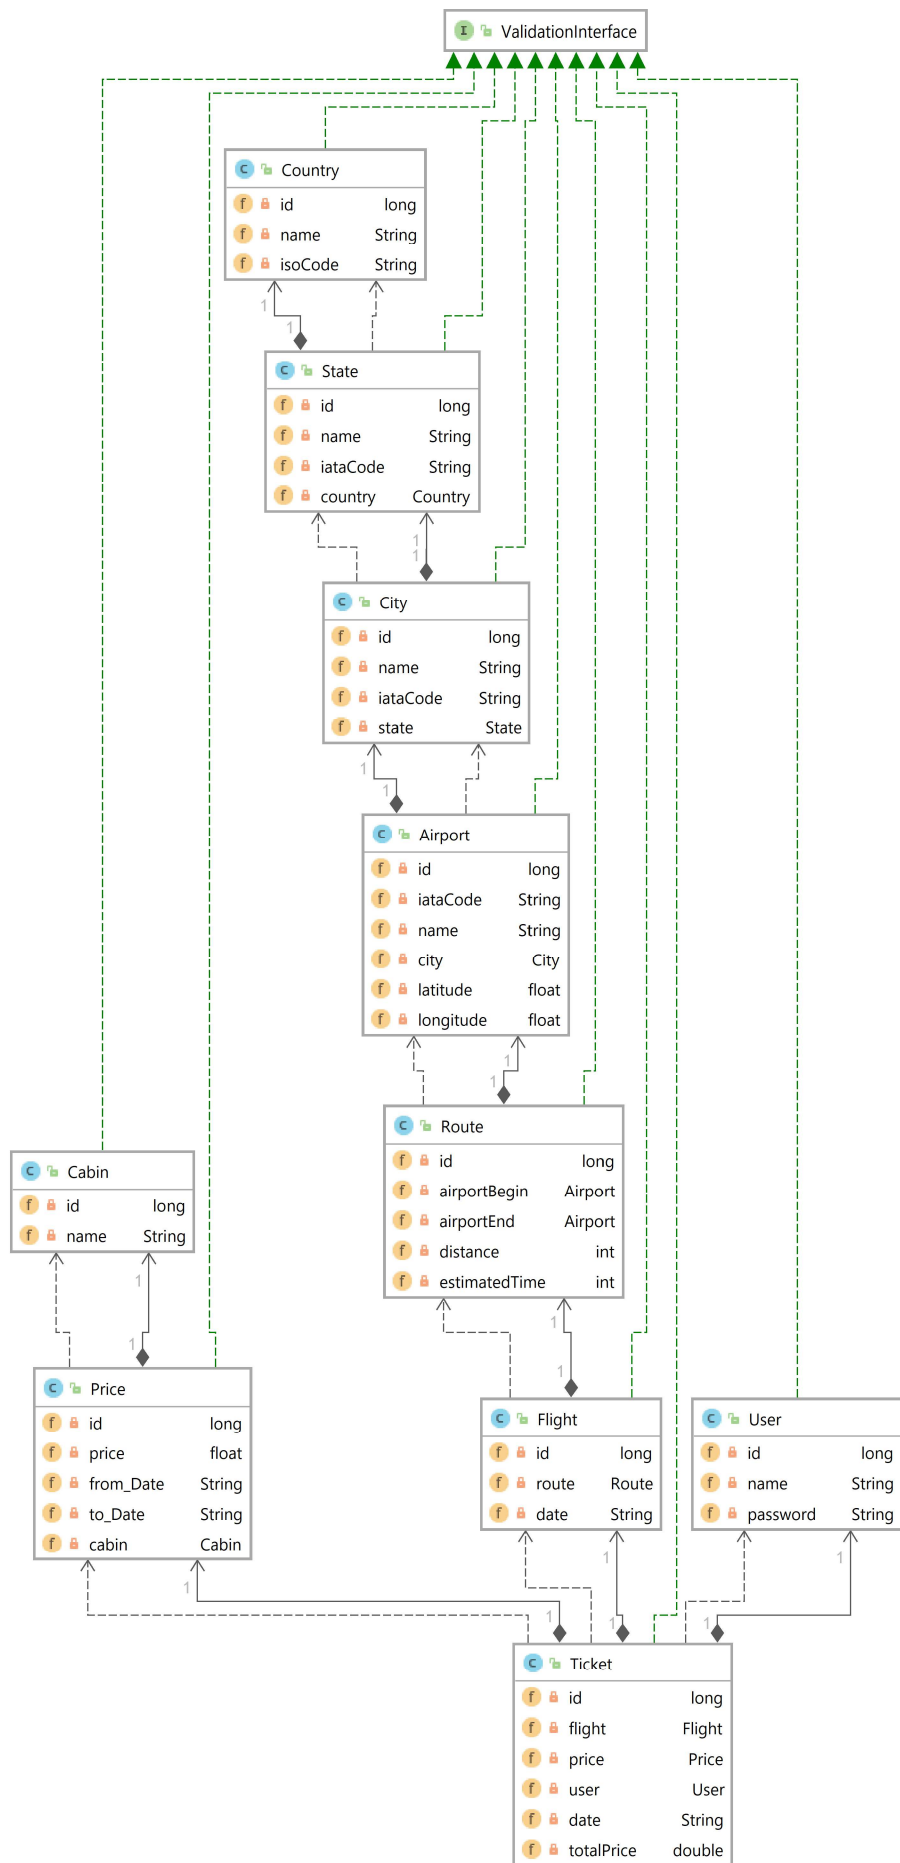 I ValidationInterface
C Country
f id long
f name String
f isoCode String
1
1
C State
f id long
f name String
f iataCode String
f country Country
1
1
C City
f id long
f name String
f iataCode String
f state State
1
1
C Airport
f id long
f iataCode String
f name String
f city City
f latitude float
f longitude float
1
1
C Route
f id long
f airportBegin Airport
f airportEnd Airport
f distance int
f estimatedTime int
C Cabin
f id long
f name String
1
1
1
1
C Price
f id long
f price float
f from_Date String
f to_Date String
f cabin Cabin
C Flight
f id long
f route Route
f date String
C User
f id long
f name String
f password String
1
1
1
1
1
1
C Ticket
f id long
f flight Flight
f price Price
f user User
f date String
f totalPrice double